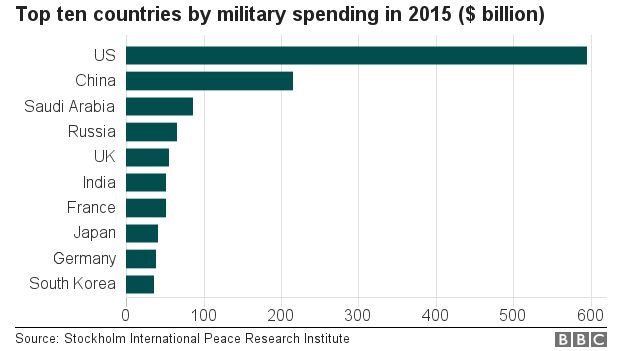 Top ten countries by military spending in 2015 ($ billion)
US
China
Saudi Arabia
Russia
UK
India
France
Japan
Germany
South Korea
0 100 200 300 400 500 600
Source: Stockholm International Peace Research Institute
BBC